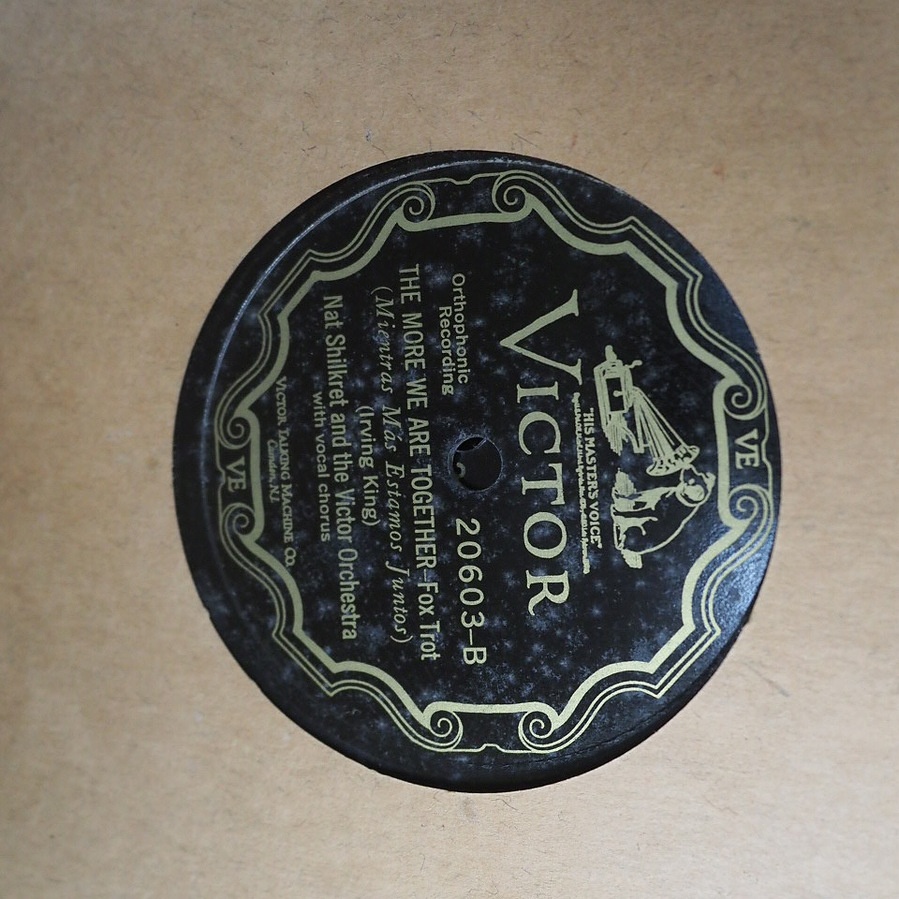 VE
"HIS MASTER'S VOICE"
VICTOR
Orthophonic
Recording
20603-B
THE MORE WE ARE TOGETHER-Fox Trot
(Mientras Más Estamos Juntos)
(Irving King)
Nat Shilkret and the Victor Orchestra
with vocal chorus
VICTOR TALKING MACHINE CO.
Camden, N.J.
VE